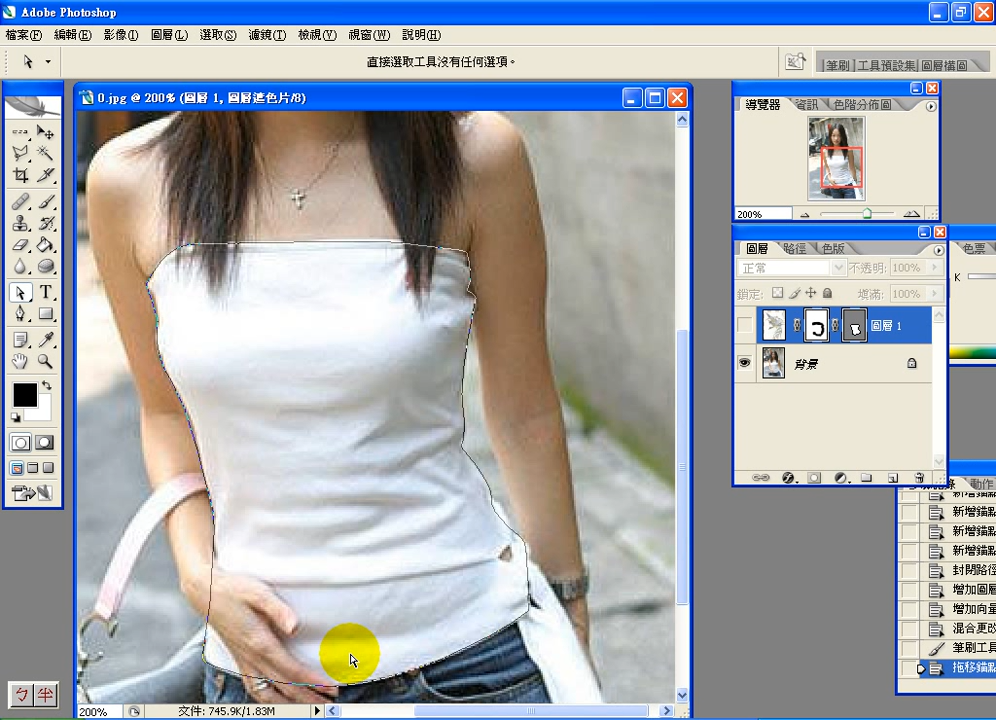 Adobe Photoshop
檔案(F) 編輯(E) 影像(I) 圖層(L) 選取(S) 濾鏡(T) 檢視(V) 視窗(W) 說明(H)
直接選取工具沒有任何選項。
筆刷 工具預設集 圖層構圖
0.jpg @ 200% (圖層 1, 圖層遮色片/8)
導覽器 資訊 色階分佈圖
200%
圖層 路徑 色版
色票
正常 不透明: 100%
K
鎖定: 填滿: 100%
圖層 1
背景
動作
新增錨點
新增錨點
新增錨點
封閉路徑
增加圖層
增加向量
混合更改
筆刷工具
拖移錨點
T
ㄅ 半
200% 文件: 745.9K/1.83M